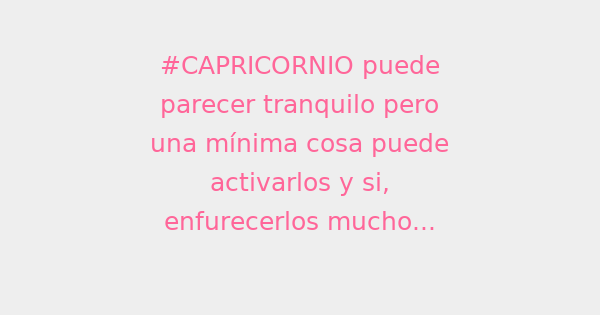 #CAPRICORNIO puede
parecer tranquilo pero
una mínima cosa puede
activarlos y si,
enfurecerlos mucho...